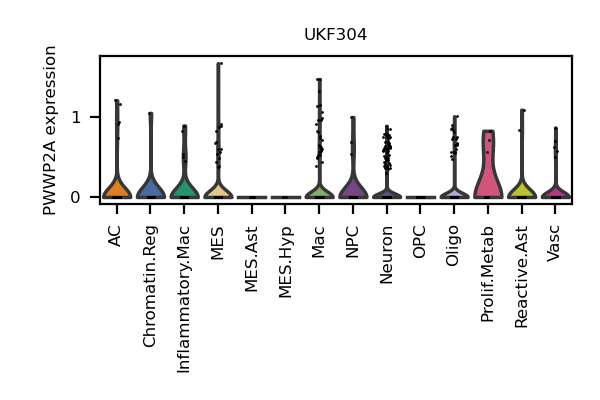 UKF304
PWWP2A expression
1
0
AC
Chromatin.Reg
Inflammatory.Mac
MES
MES.Ast
MES.Hyp
Mac
NPC
Neuron
OPC
Oligo
Prolif.Metab
Reactive.Ast
Vasc